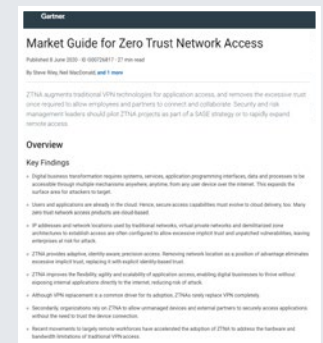 Gartner
Market Guide for Zero Trust Network Access
Published 8 June 2020 - ID G00726817 - 27 min read
By Steve Riley, Neil MacDonald, and 1 more
ZTNA augments traditional VPN technologies for application access, and removes the excessive trust
once required to allow employees and partners to connect and collaborate. Security and risk
management leaders should pilot ZTNA projects as part of a SASE strategy or to rapidly expand
remote access.
Overview
Key Findings
Digital business transformation requires systems, services, application programming interfaces, data and processes to be
accessible through multiple mechanisms anywhere, anytime, from any user device over the internet. This expands the
surface area for attackers to target.
Users and applications are already in the cloud. Hence, secure access capabilities must evolve to cloud delivery, too. Many
zero trust network access products are cloud-based.
IP addresses and network locations used by traditional networks, virtual private networks and demilitarized zone
architectures to establish access are often configured to allow excessive implicit trust and unpatched vulnerabilities, leaving
enterprises at risk for attack.
ZTNA provides adaptive, identity-aware, precision access. Removing network location as a position of advantage eliminates
excessive implicit trust, replacing it with explicit identity-based trust.
ZTNA improves the flexibility, agility and scalability of application access, enabling digital businesses to thrive without
exposing internal applications directly to the internet, reducing risk of attack.
Although VPN replacement is a common driver for its adoption, ZTNAs rarely replace VPN completely.
Secondarily, organizations rely on ZTNA to allow unmanaged devices and external partners to securely access applications
without the need to trust the device connection.
Recent movements to largely remote workforces have accelerated the adoption of ZTNA to address the hardware and
bandwidth limitations of traditional VPN access.